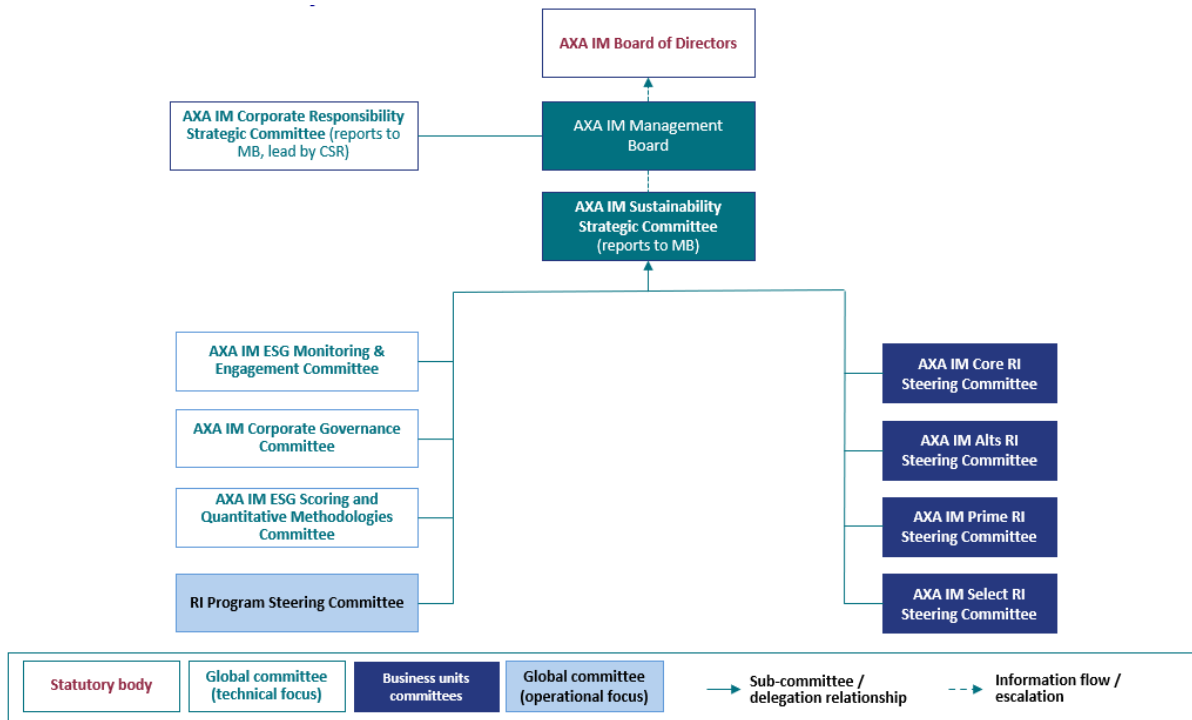 AXA IM Board of Directors
AXA IM Corporate Responsibility
Strategic Committee (reports to
MB, lead by CSR)
AXA IM Management
Board
AXA IM Sustainability
Strategic Committee
(reports to MB)
AXA IM ESG Monitoring &
Engagement Committee
AXA IM Corporate Governance
Committee
AXA IM ESG Scoring and
Quantitative Methodologies
Committee
RI Program Steering Committee
AXA IM Core RI
Steering Committee
AXA IM Alts RI
Steering Committee
AXA IM Prime RI
Steering Committee
AXA IM Select RI
Steering Committee
Statutory body
Global committee
(technical focus)
Business units
committees
Global committee
(operational focus)
Sub-committee /
delegation relationship
Information flow /
escalation